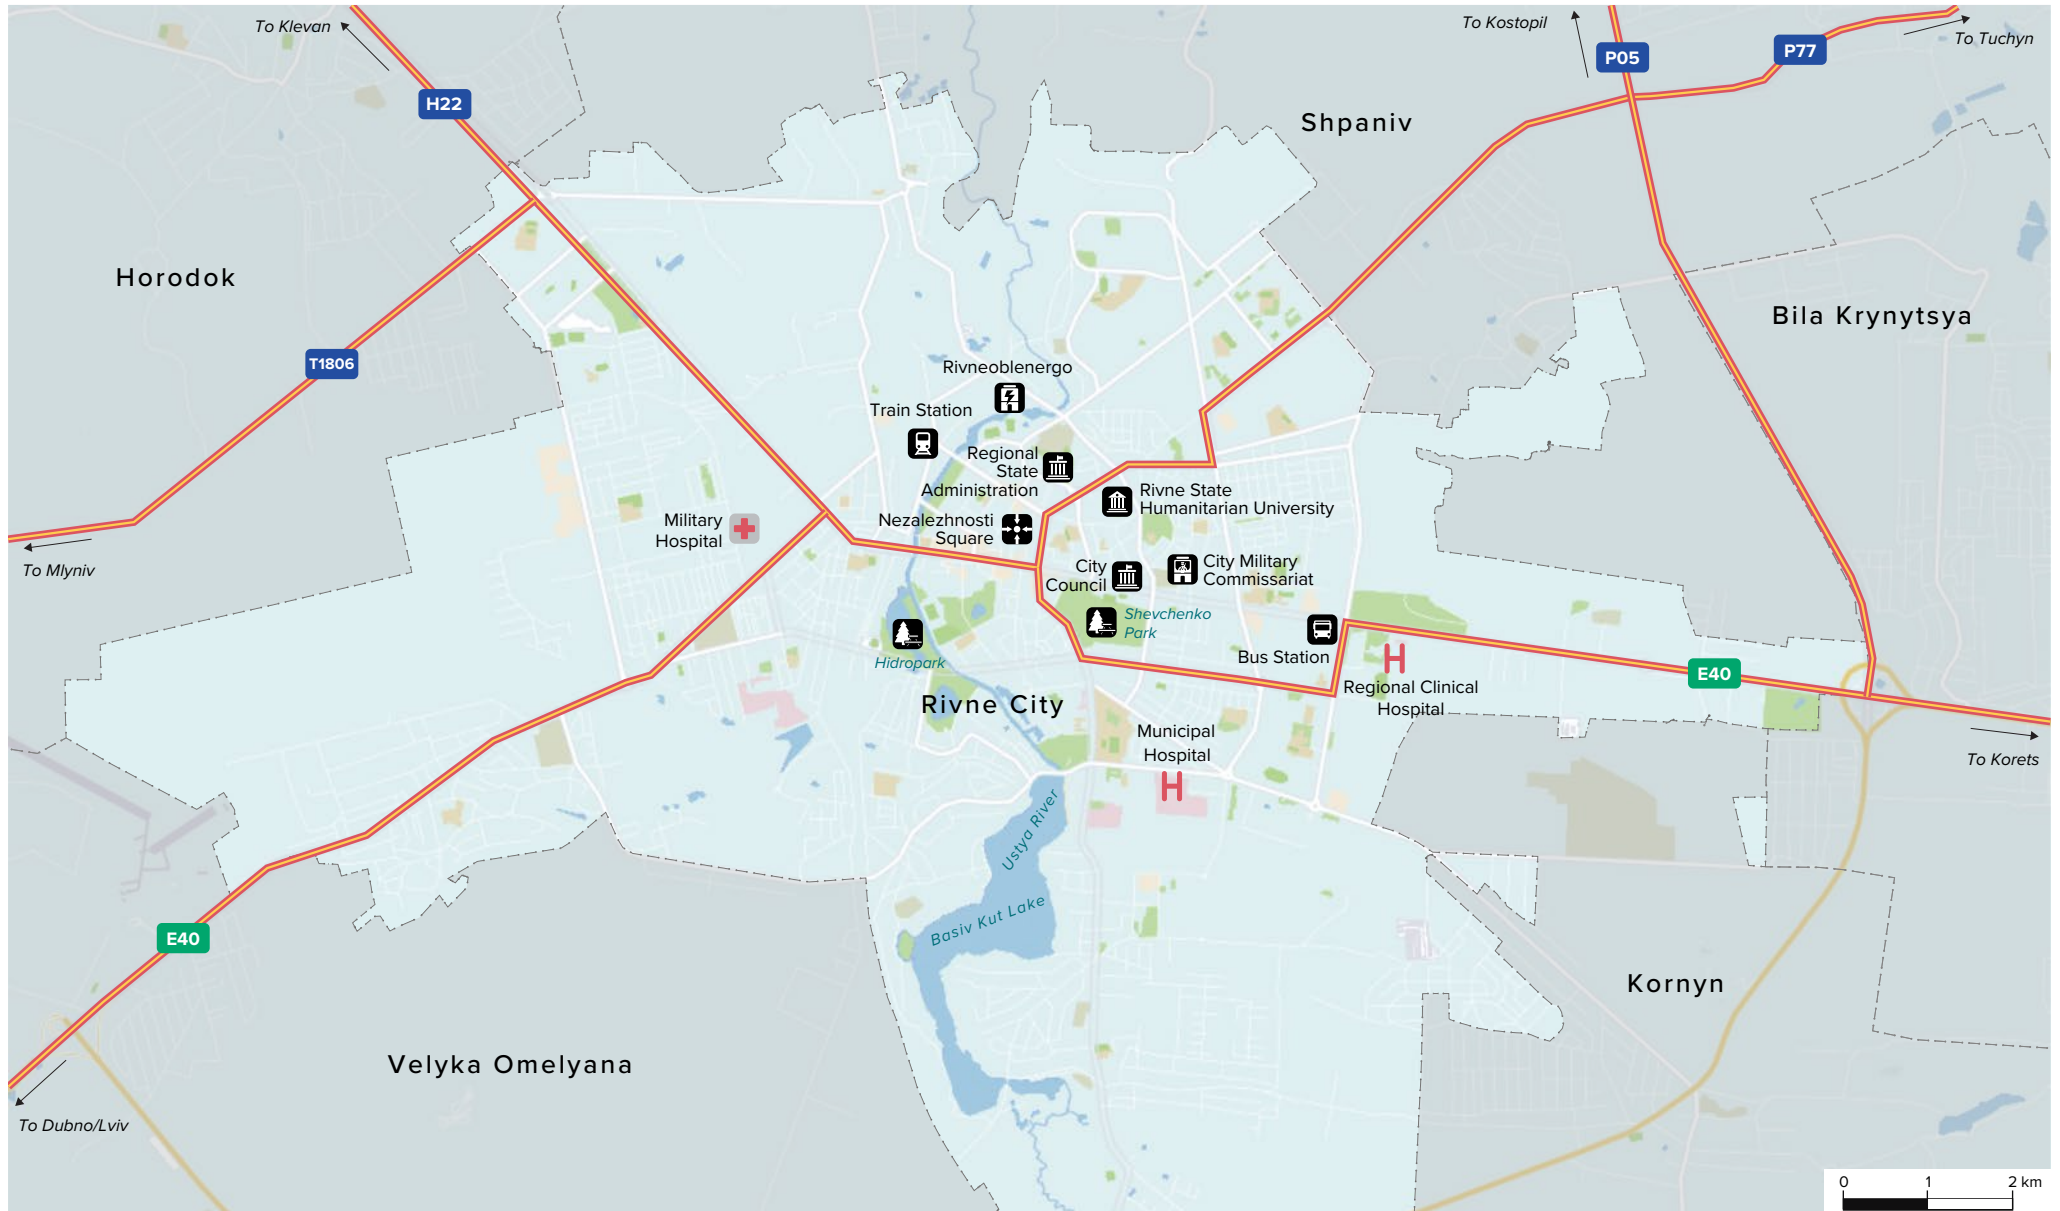 To Klevan
To Kostopil
P05
P77
To Tuchyn
H22
Shpaniv
Horodok
Bila Krynytsya
T1806
Rivneoblenergo
Train Station
Regional
State
Administration
Rivne State
Humanitarian University
Military
Hospital
Nezalezhnosti
Square
To Mlyniv
City
Council
City Military
Commissariat
Shevchenko
Park
Hidropark
Bus Station
H
Regional Clinical
Hospital
E40
Rivne City
Municipal
Hospital
H
To Korets
Ustya River
Basiv Kut Lake
E40
Kornyn
Velyka Omelyana
To Dubno/Lviv
0 1 2 km